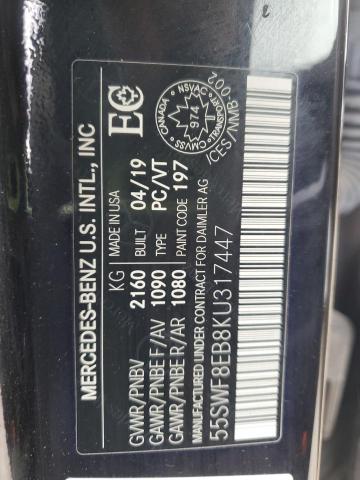 MERCEDES-BENZ U.S. INTL., INC
KG MADE IN USA
GVWR/PNBV 2160 BUILT 04/19
GAWR/PNBE F/AV 1090 TYPE PC/VT
GAWR/PNBE R/AR 1080 PAINT CODE 197
MANUFACTURED UNDER CONTRACT FOR DAIMLER AG
55SWF8EB8KU317447
EC
CANADA
NSVAC
974
CMVSS
TRANSPORT
ICES/NMB-002